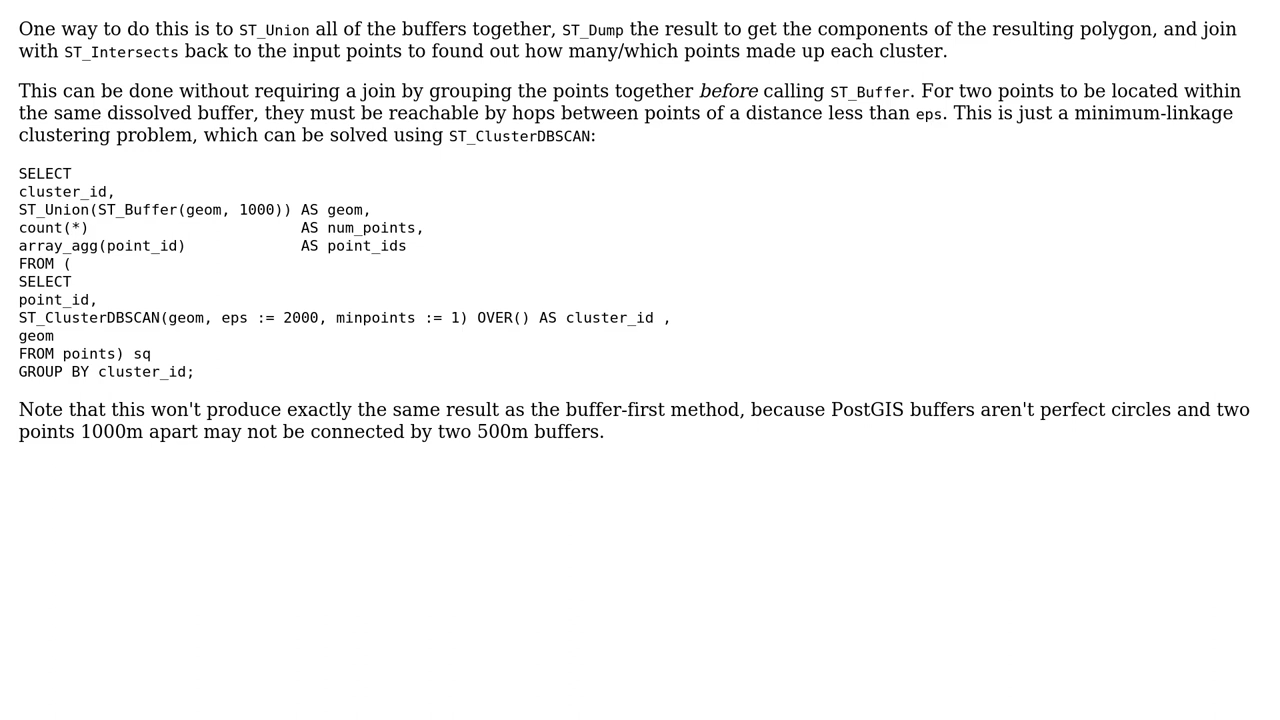 One way to do this is to ST_Union all of the buffers together, ST_Dump the result to get the components of the resulting polygon, and join
with ST_Intersects back to the input points to found out how many/which points made up each cluster.
This can be done without requiring a join by grouping the points together before calling ST_Buffer. For two points to be located within
the same dissolved buffer, they must be reachable by hops between points of a distance less than eps. This is just a minimum-linkage
clustering problem, which can be solved using ST_ClusterDBSCAN:
SELECT
cluster_id,
ST_Union(ST_Buffer(geom, 1000)) AS geom,
count(*)                        AS num_points,
array_agg(point_id)             AS point_ids
FROM (
SELECT
point_id,
ST_ClusterDBSCAN(geom, eps := 2000, minpoints := 1) OVER() AS cluster_id ,
geom
FROM points) sq
GROUP BY cluster_id;
Note that this won't produce exactly the same result as the buffer-first method, because PostGIS buffers aren't perfect circles and two
points 1000m apart may not be connected by two 500m buffers.